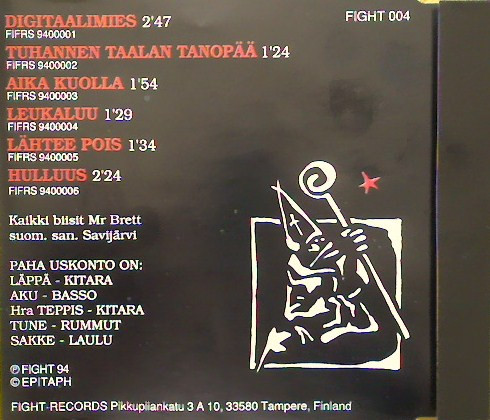 DIGITAALIMIES 2'47
FIFRS 9400001
TUHANNEN TAALAN TANOPÄÄ 1'24
FIFRS 9400002
AIKA KUOLLA 1'54
FIFRS 9400003
LEUKALUU 1'29
FIFRS 9400004
LÄHTEE POIS 1'34
FIFRS 9400005
HULLUUS 2'24
FIFRS 9400006
FIGHT 004
Kaikki biisit Mr Brett
suom. san. Savijärvi
PAHA USKONTO ON:
LÄPPÄ - KITARA
AKU - BASSO
Hra TEPPIS - KITARA
TUNE - RUMMUT
SAKKE - LAULU
℗ FIGHT 94
© EPITAPH
FIGHT-RECORDS Pikkupiiankatu 3 A 10, 33580 Tampere, Finland